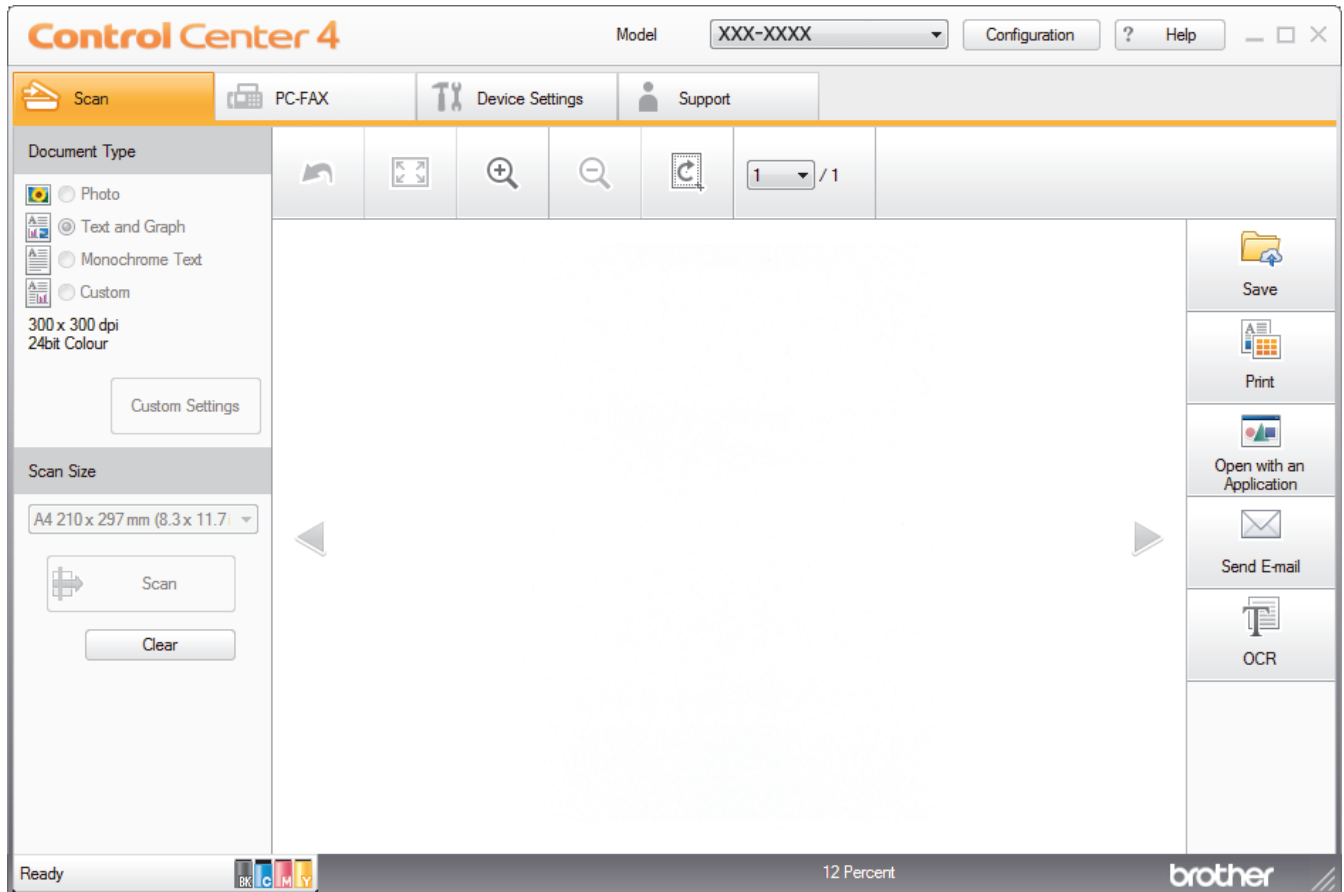 Control Center 4
Model XXX-XXXX Configuration ? Help
Scan PC-FAX Device Settings Support
Document Type
Photo
Text and Graph
Monochrome Text
Custom
300 x 300 dpi
24bit Colour
Custom Settings
Scan Size
A4 210 x 297 mm (8.3 x 11.7
Scan
Clear
1 / 1
Save
Print
Open with an
Application
Send E-mail
OCR
Ready BK C M Y 12 Percent brother